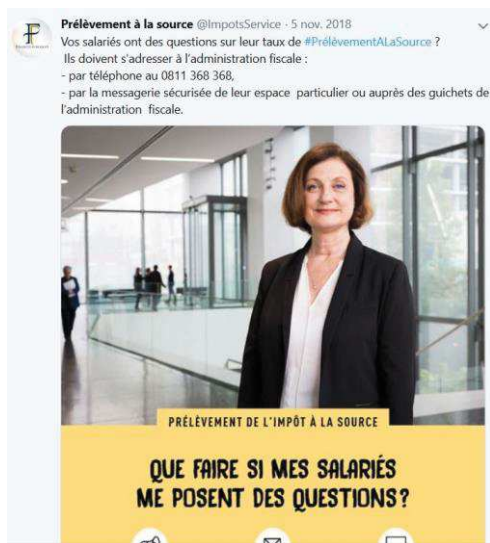 Prélèvement à la source @ImpotsService · 5 nov. 2018
Vos salariés ont des questions sur leur taux de #PrélèvementALaSource ?
Ils doivent s'adresser à l'administration fiscale :
- par téléphone au 0811 368 368,
- par la messagerie sécurisée de leur espace particulier ou auprès des guichets de
l'administration fiscale.
PRÉLÈVEMENT DE L'IMPÔT À LA SOURCE
QUE FAIRE SI MES SALARIÉS
ME POSENT DES QUESTIONS?